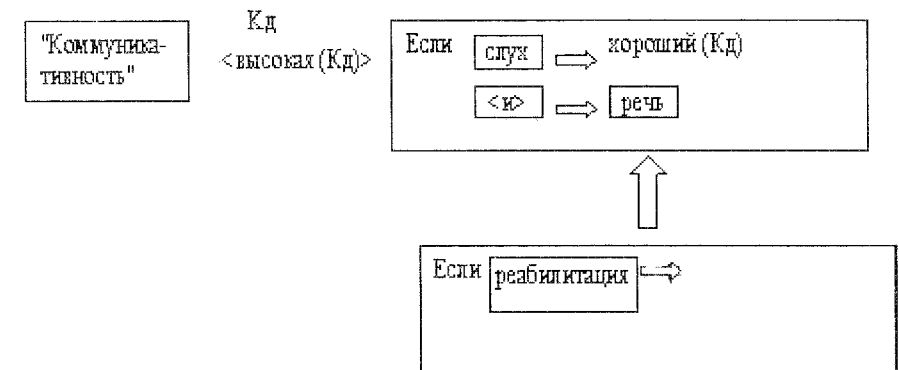 Кд
"Коммуника-
тивность"
<высокая (Кд)>
Если слух хороший (Кд)
<и> речь
Если реабилитация